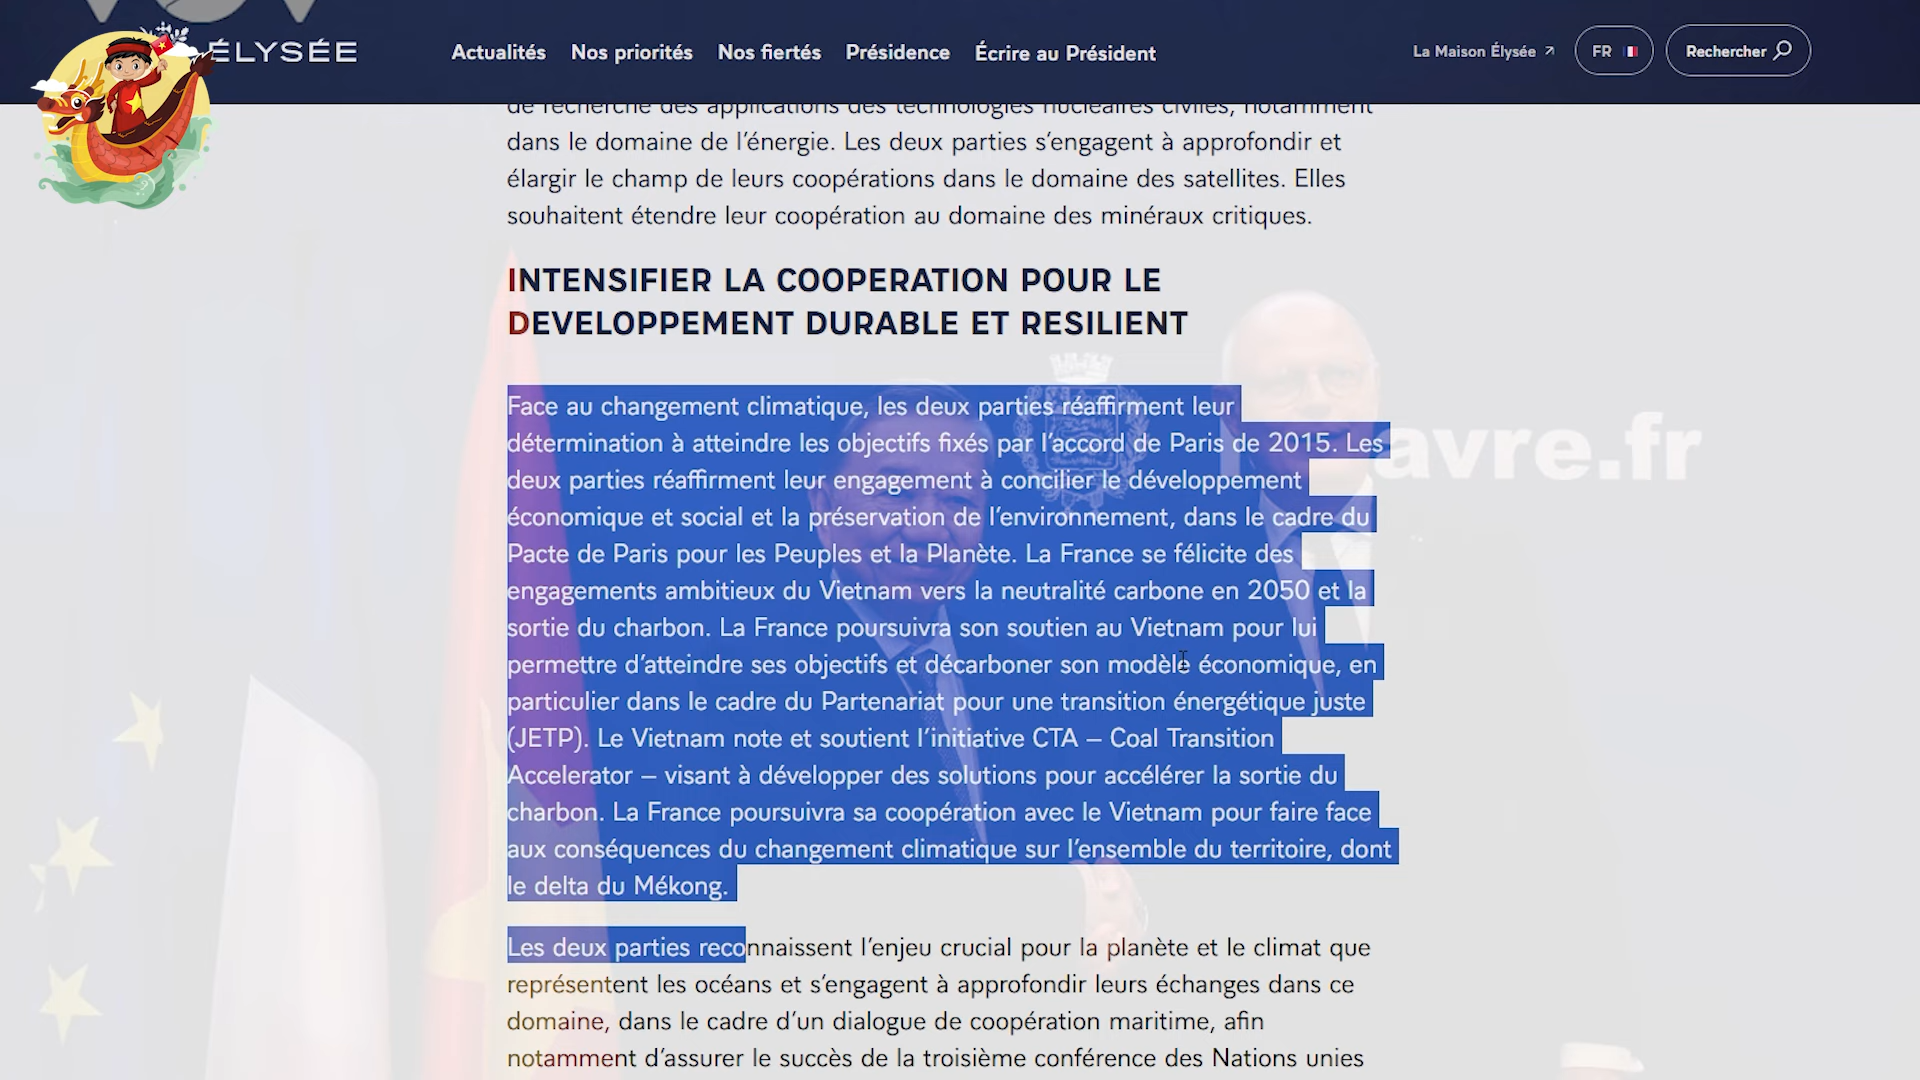 ÉLYSÉE
Actualités Nos priorités Nos fiertés Présidence Écrire au Président La Maison Élysée FR Rechercher
de recherche des applications des technologies nucléaires civiles, notamment
dans le domaine de l’énergie. Les deux parties s’engagent à approfondir et
élargir le champ de leurs coopérations dans le domaine des satellites. Elles
souhaitent étendre leur coopération au domaine des minéraux critiques.
INTENSIFIER LA COOPERATION POUR LE
DEVELOPPEMENT DURABLE ET RESILIENT
Face au changement climatique, les deux parties réaffirment leur
détermination à atteindre les objectifs fixés par l’accord de Paris de 2015. Les
deux parties réaffirment leur engagement à concilier le développement
économique et social et la préservation de l’environnement, dans le cadre du
Pacte de Paris pour les Peuples et la Planète. La France se félicite des
engagements ambitieux du Vietnam vers la neutralité carbone en 2050 et la
sortie du charbon. La France poursuivra son soutien au Vietnam pour lui
permettre d’atteindre ses objectifs et décarboner son modèle économique, en
particulier dans le cadre du Partenariat pour une transition énergétique juste
(JETP). Le Vietnam note et soutient l’initiative CTA – Coal Transition
Accelerator – visant à développer des solutions pour accélérer la sortie du
charbon. La France poursuivra sa coopération avec le Vietnam pour faire face
aux conséquences du changement climatique sur l’ensemble du territoire, dont
le delta du Mékong.
Les deux parties reconnaissent l’enjeu crucial pour la planète et le climat que
représentent les océans et s’engagent à approfondir leurs échanges dans ce
domaine, dans le cadre d’un dialogue de coopération maritime, afin
notamment d’assurer le succès de la troisième conférence des Nations unies
avre.fr